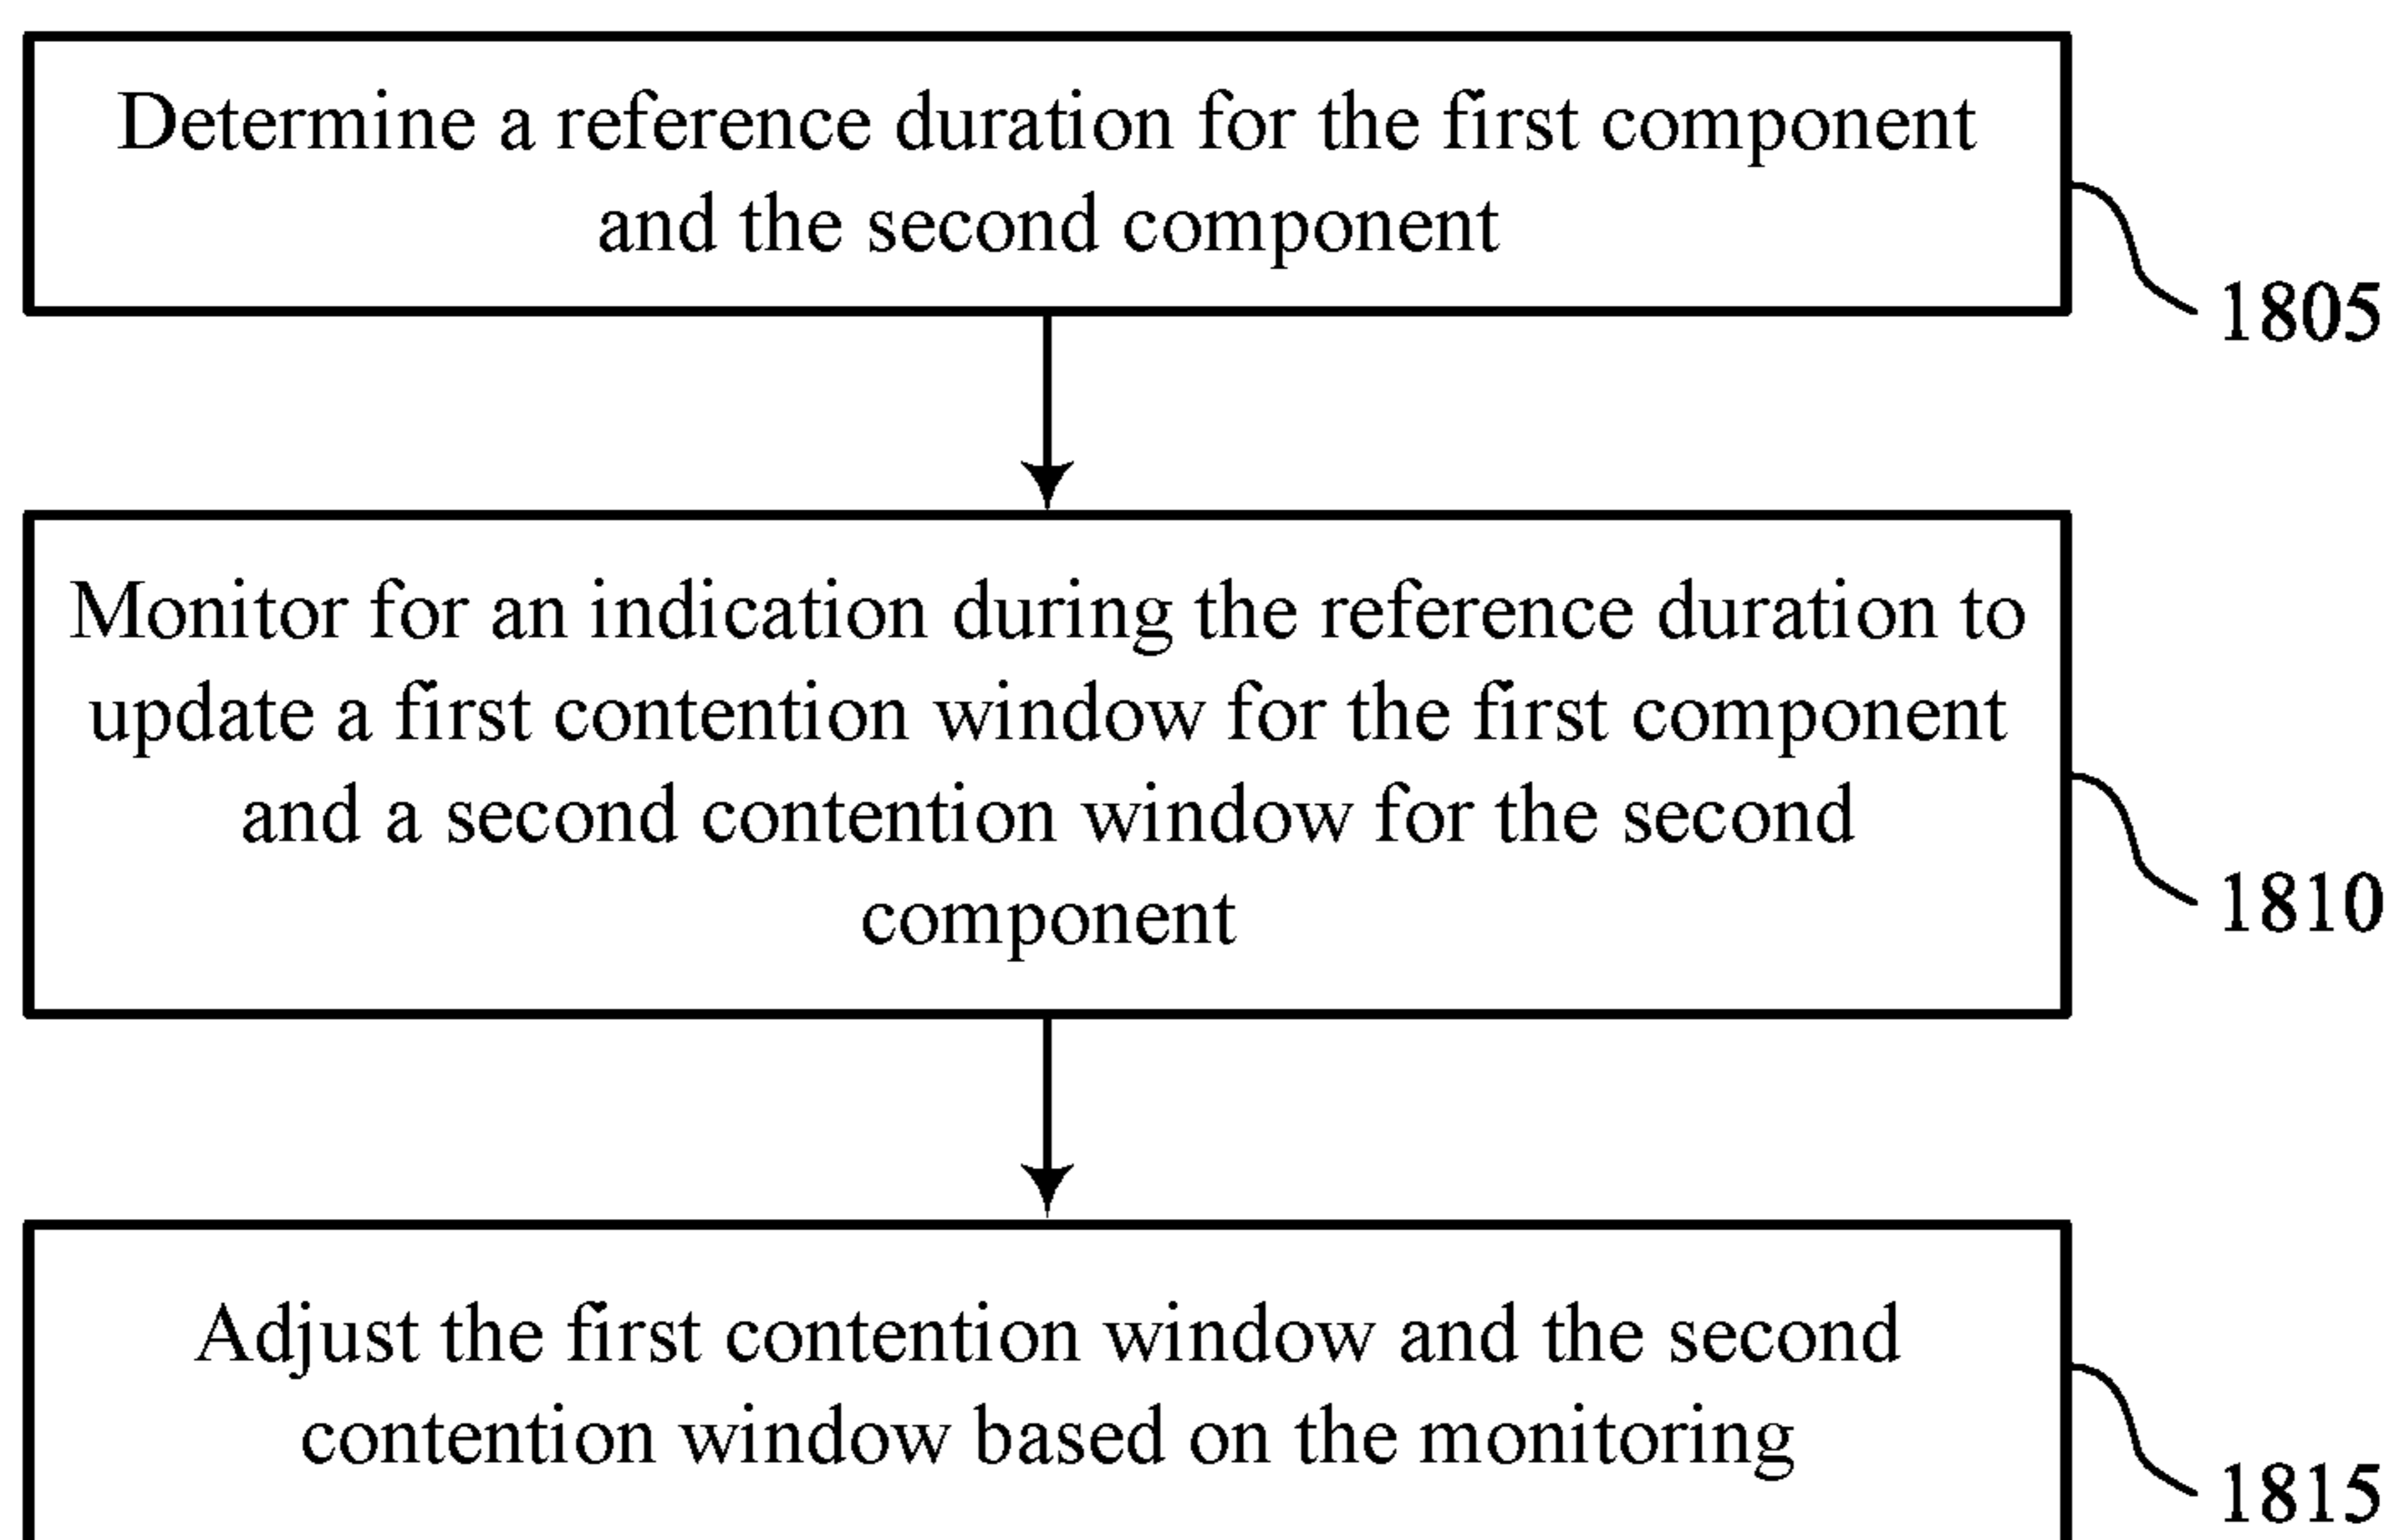 Determine a reference duration for the first component
and the second component
1805
Monitor for an indication during the reference duration to
update a first contention window for the first component
and a second contention window for the second
component
1810
Adjust the first contention window and the second
contention window based on the monitoring
1815